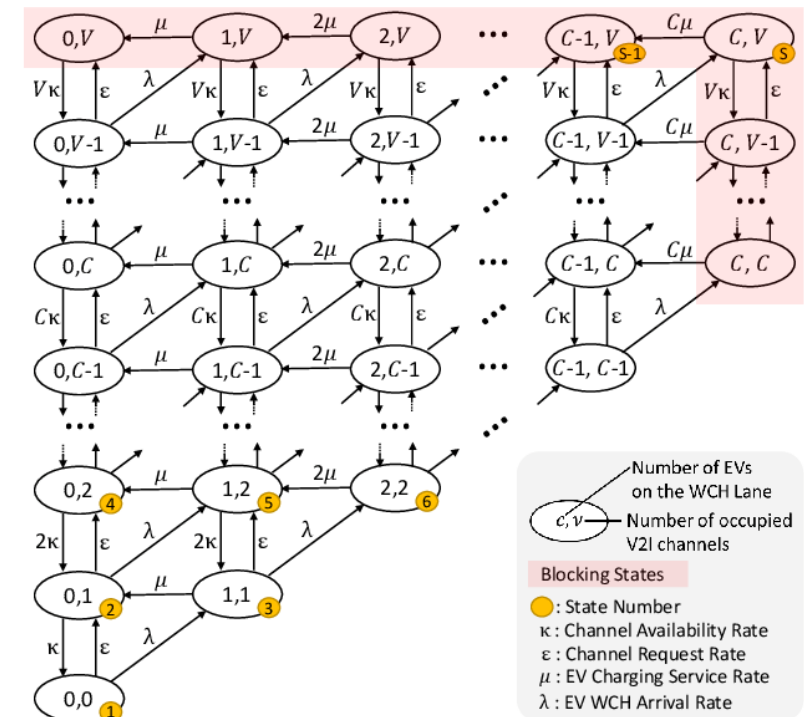 μ 2μ Cμ
0,V 1,V 2,V ••• C-1, V C, V
S-1 S
Vκ ε λ Vκ ε λ Vκ ε Vκ ε λ Vκ ε
μ 2μ Cμ
0,V-1 1,V-1 2,V-1 ••• C-1, V-1 C, V-1
••• ••• ••• ••• •••
μ 2μ Cμ
0,C 1,C 2,C ••• C-1, C C, C
Cκ ε λ Cκ ε λ Cκ ε Cκ ε λ
μ 2μ
0,C-1 1,C-1 2,C-1 ••• C-1, C-1
••• ••• •••
μ 2μ
0,2 1,2 2,2
4 5 6
2κ ε λ 2κ ε λ
μ
0,1 1,1
2 3
κ ε λ
0,0
1
Number of EVs
on the WCH Lane
c,v Number of occupied
V2I channels
Blocking States
: State Number
κ : Channel Availability Rate
ε : Channel Request Rate
μ : EV Charging Service Rate
λ : EV WCH Arrival Rate